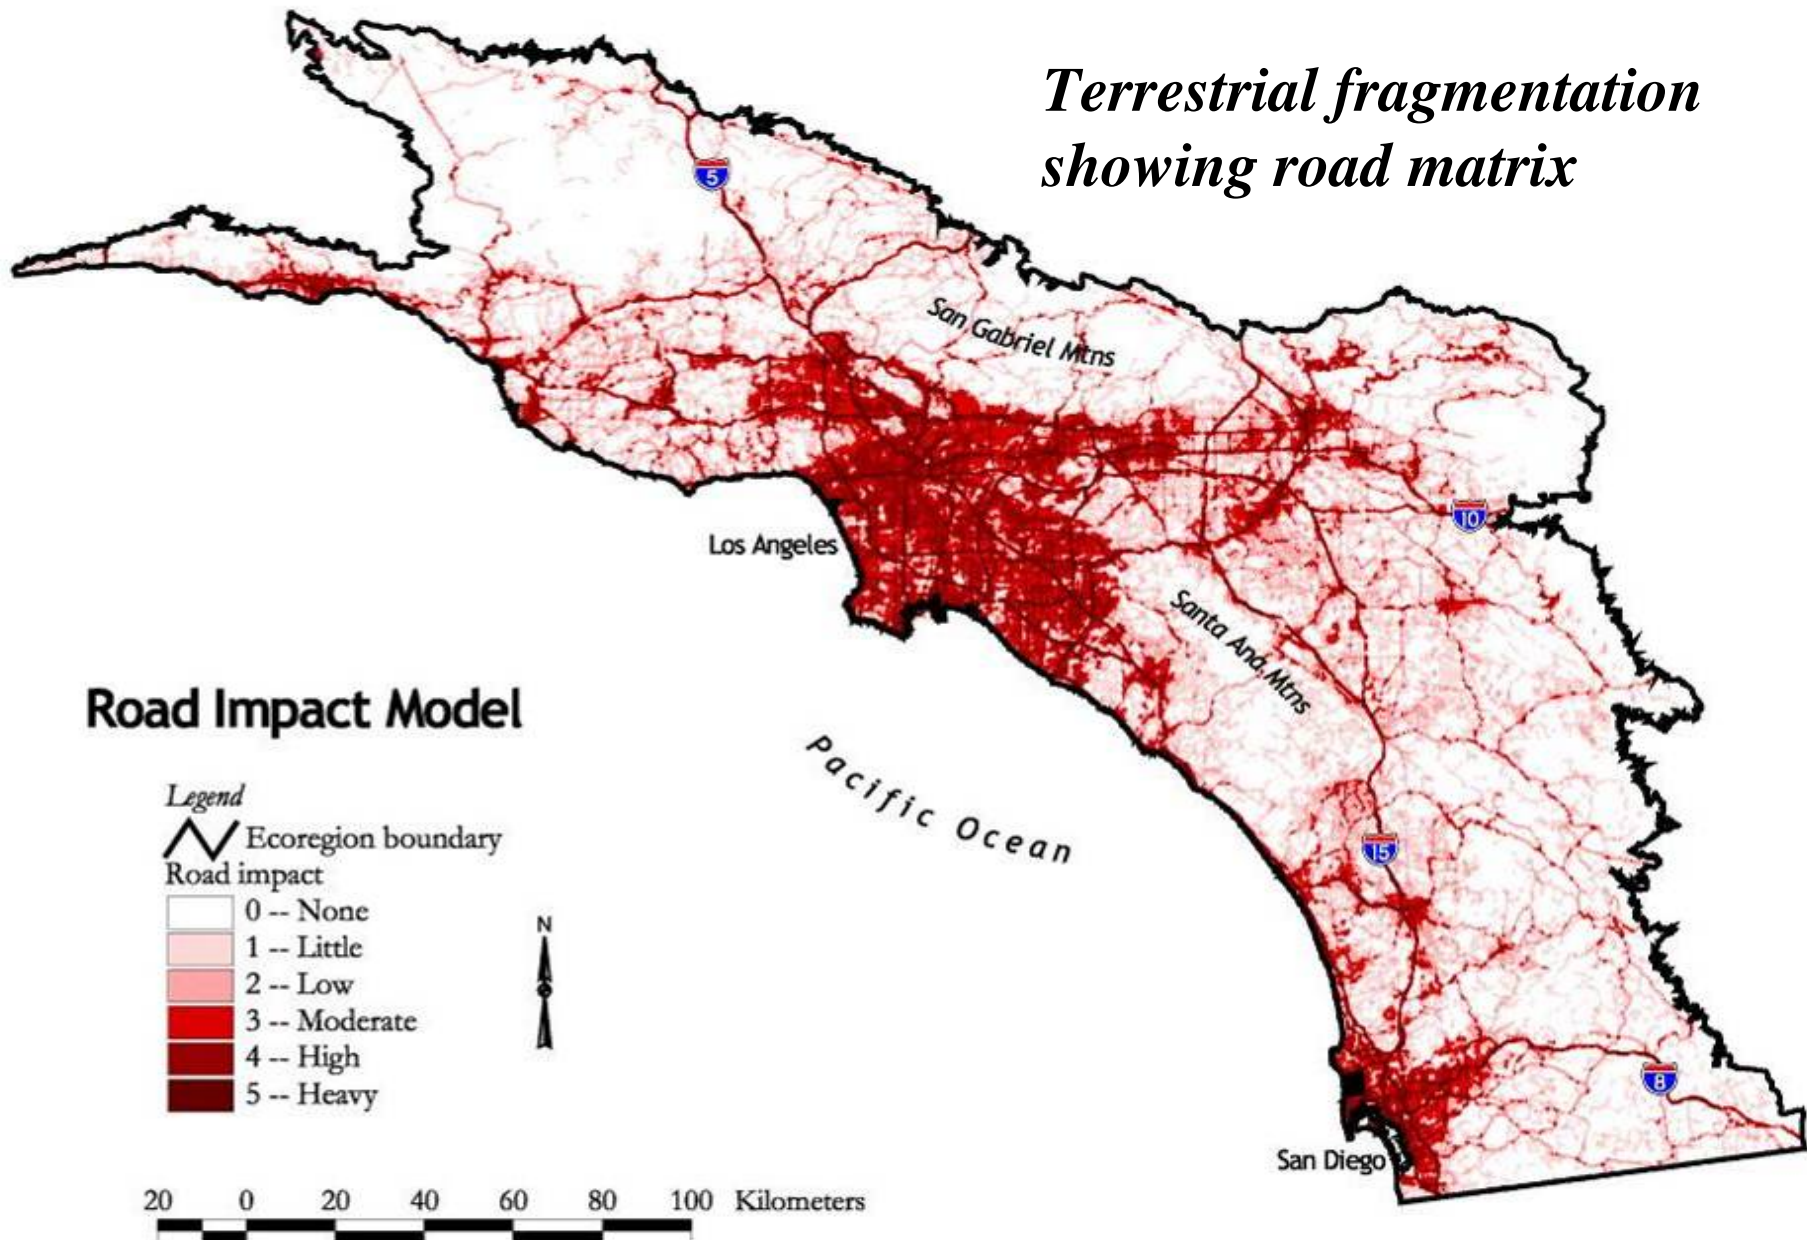 Terrestrial fragmentation
showing road matrix
5
San Gabriel Mtns
10
Los Angeles
Santa Ana Mtns
Road Impact Model
Pacific Ocean
Legend
Ecoregion boundary
Road impact
0 -- None
1 -- Little
2 -- Low
3 -- Moderate
4 -- High
5 -- Heavy
N
15
8
San Diego
20 0 20 40 60 80 100 Kilometers